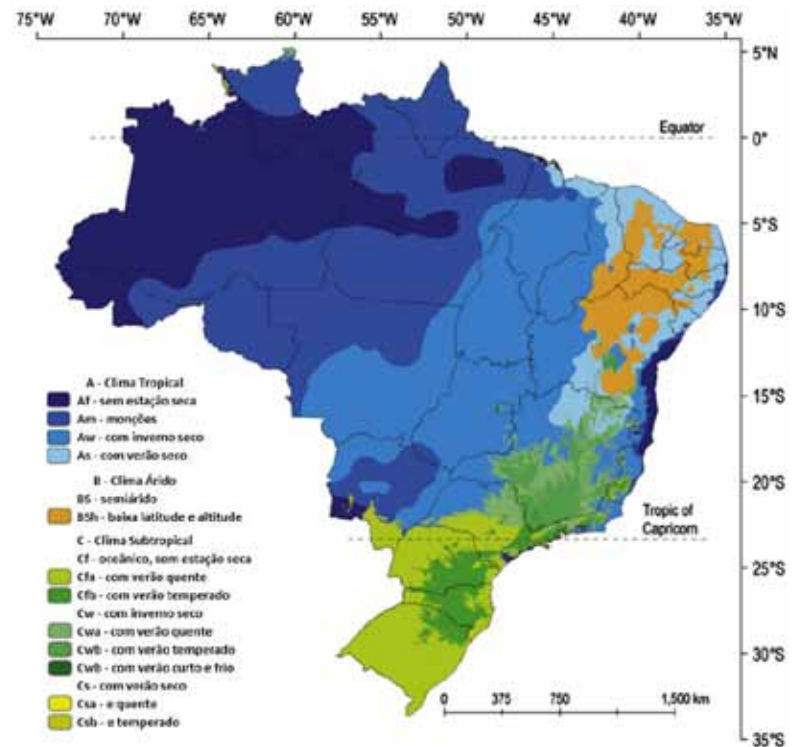 75°W 70°W 65°W 60°W 55°W 50°W 45°W 40°W 35°W
5°N
Equator
0°
5°S
10°S
15°S
20°S
Tropic of
Capricorn
25°S
30°S
35°S
A - Clima Tropical
Af - sem estação seca
Am - monções
Aw - com inverno seco
As - com verão seco
B - Clima Árido
BS - semiárido
BSh - baixa latitude e altitude
C - Clima Subtropical
Cf - oceânico, sem estação seca
Cfa - com verão quente
Cfb - com verão temperado
Cw - com inverno seco
Cwa - com verão quente
Cwb - com verão temperado
Cwb - com verão curto e frio
Cs - com verão seco
Csa - e quente
Csb - e temperado
0 375 750 1,500 km